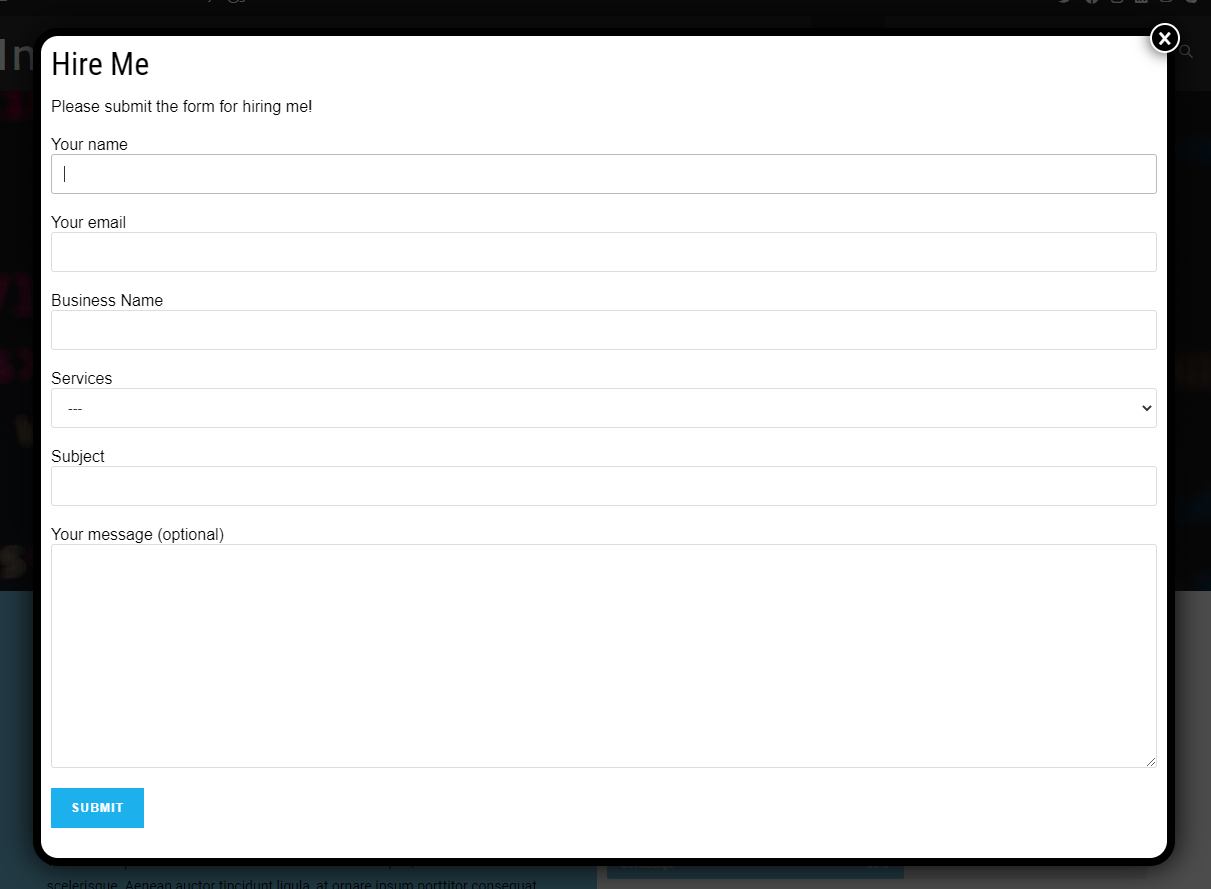 In
Hire Me
Please submit the form for hiring me!
Your name
Your email
Business Name
Services
---
Subject
Your message (optional)
SUBMIT
scelerisque. Aenean auctor tincidunt ligula, at ornare ipsum porttitor consequat.